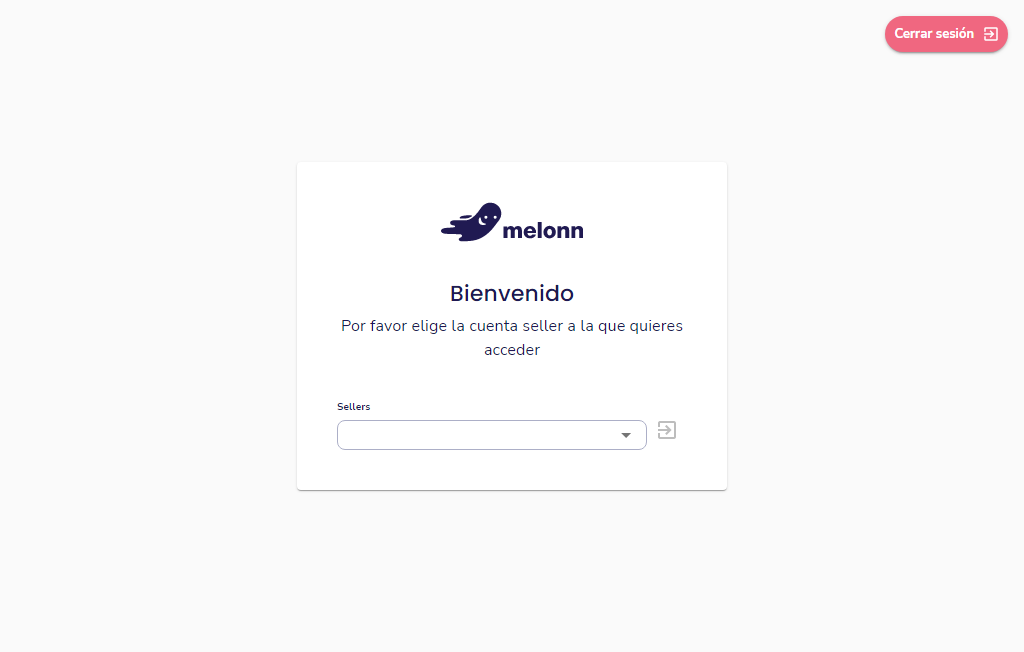 Cerrar sesión
melonn
Bienvenido
Por favor elige la cuenta seller a la que quieres
acceder
Sellers